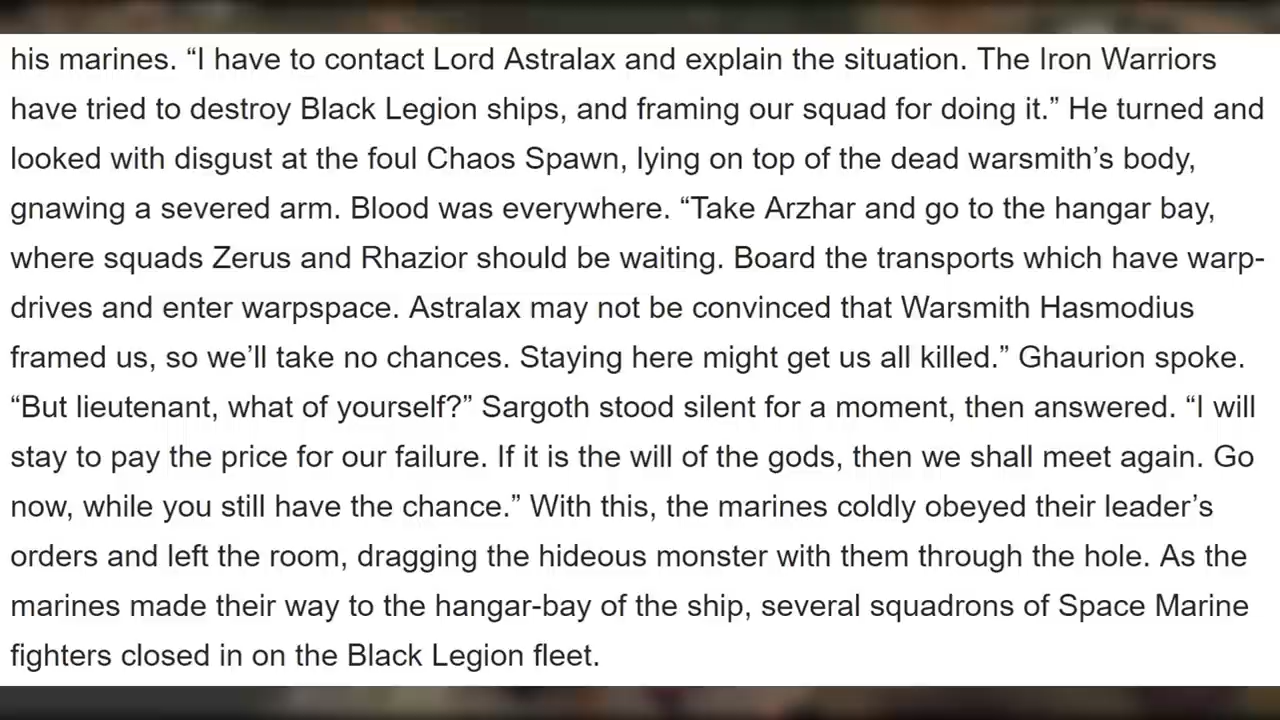 his marines. “I have to contact Lord Astralax and explain the situation. The Iron Warriors
have tried to destroy Black Legion ships, and framing our squad for doing it.” He turned and
looked with disgust at the foul Chaos Spawn, lying on top of the dead warsmith’s body,
gnawing a severed arm. Blood was everywhere. “Take Arzhar and go to the hangar bay,
where squads Zerus and Rhazior should be waiting. Board the transports which have warp-
drives and enter warpspace. Astralax may not be convinced that Warsmith Hasmodius
framed us, so we’ll take no chances. Staying here might get us all killed.” Ghaurion spoke.
“But lieutenant, what of yourself?” Sargoth stood silent for a moment, then answered. “I will
stay to pay the price for our failure. If it is the will of the gods, then we shall meet again. Go
now, while you still have the chance.” With this, the marines coldly obeyed their leader’s
orders and left the room, dragging the hideous monster with them through the hole. As the
marines made their way to the hangar-bay of the ship, several squadrons of Space Marine
fighters closed in on the Black Legion fleet.